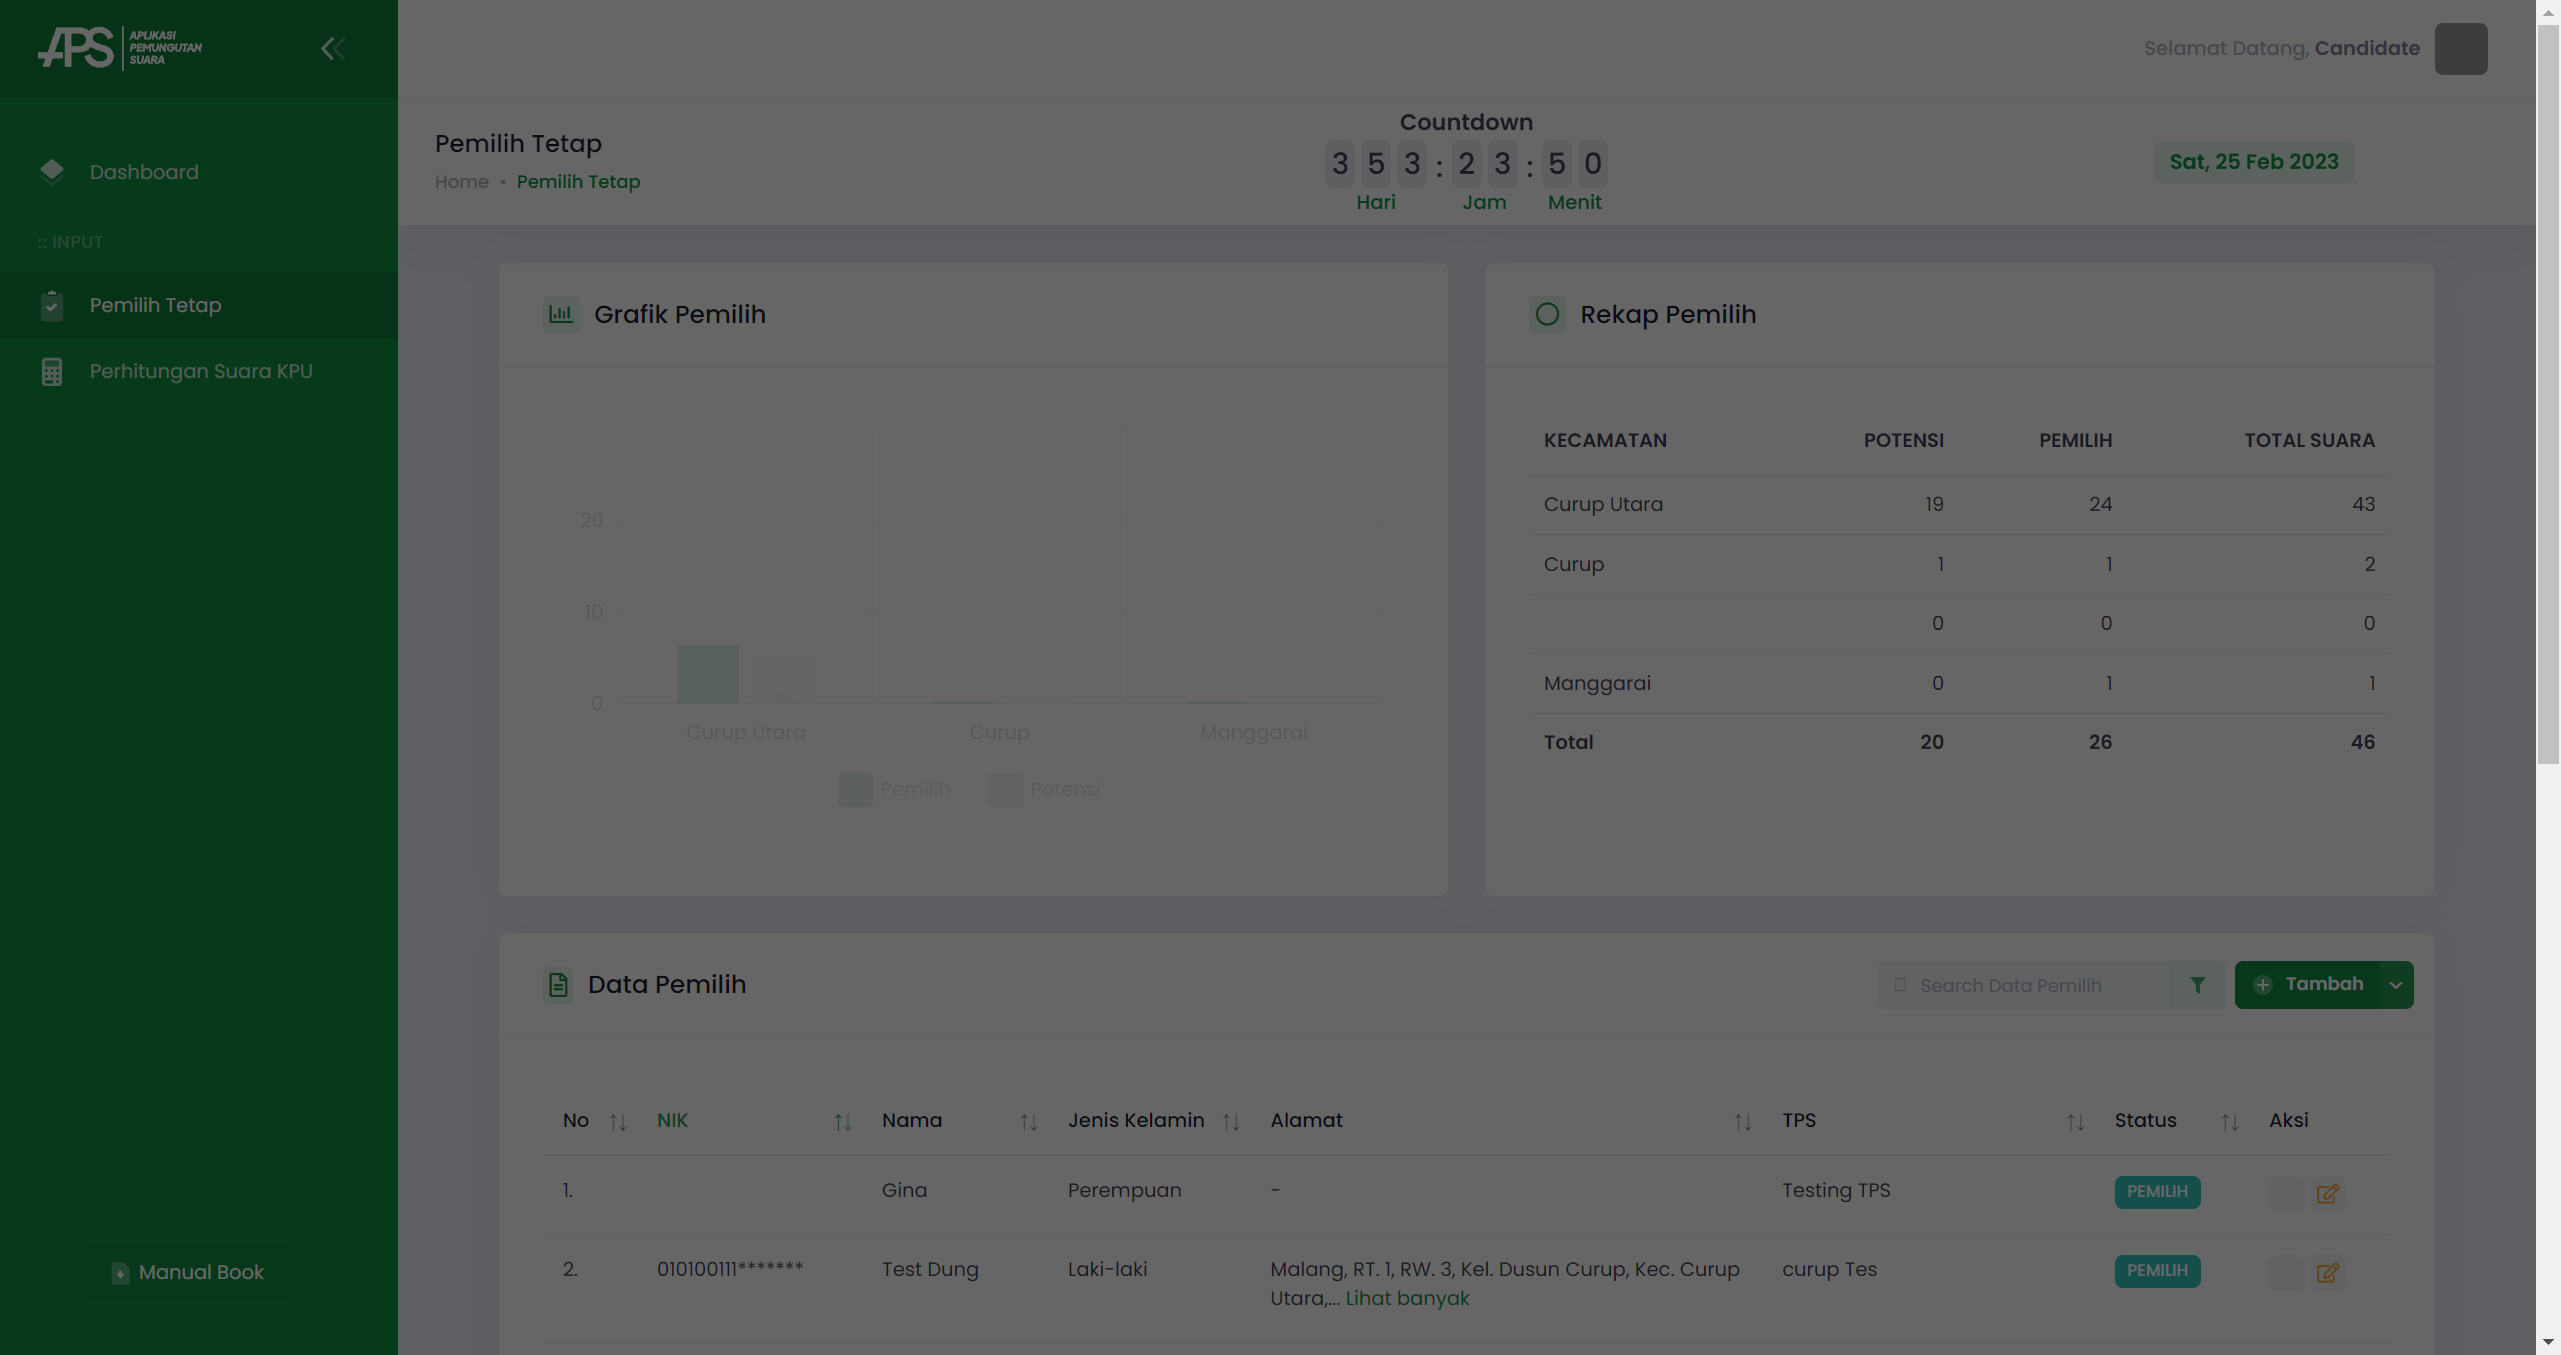 APS
APLIKASI
PEMUNGUTAN
SUARA
Selamat Datang, Candidate
Dashboard
:: INPUT
Pemilih Tetap
Perhitungan Suara KPU
Manual Book
Pemilih Tetap
Home • Pemilih Tetap
Countdown
3 5 3 : 2 3 : 5 0
Hari Jam Menit
Sat, 25 Feb 2023
Grafik Pemilih
20
10
0
24
19
Curup Utara Curup Manggarai
Pemilih Potensi
Rekap Pemilih
KECAMATAN POTENSI PEMILIH TOTAL SUARA
Curup Utara 19 24 43
Curup 1 1 2
0 0 0
Manggarai 0 1 1
Total 20 26 46
Data Pemilih
Search Data Pemilih
Tambah
No NIK Nama Jenis Kelamin Alamat TPS Status Aksi
1. Gina Perempuan - Testing TPS PEMILIH
2. 010100111******* Test Dung Laki-laki Malang, RT. 1, RW. 3, Kel. Dusun Curup, Kec. Curup curup Tes PEMILIH
Utara,... Lihat banyak